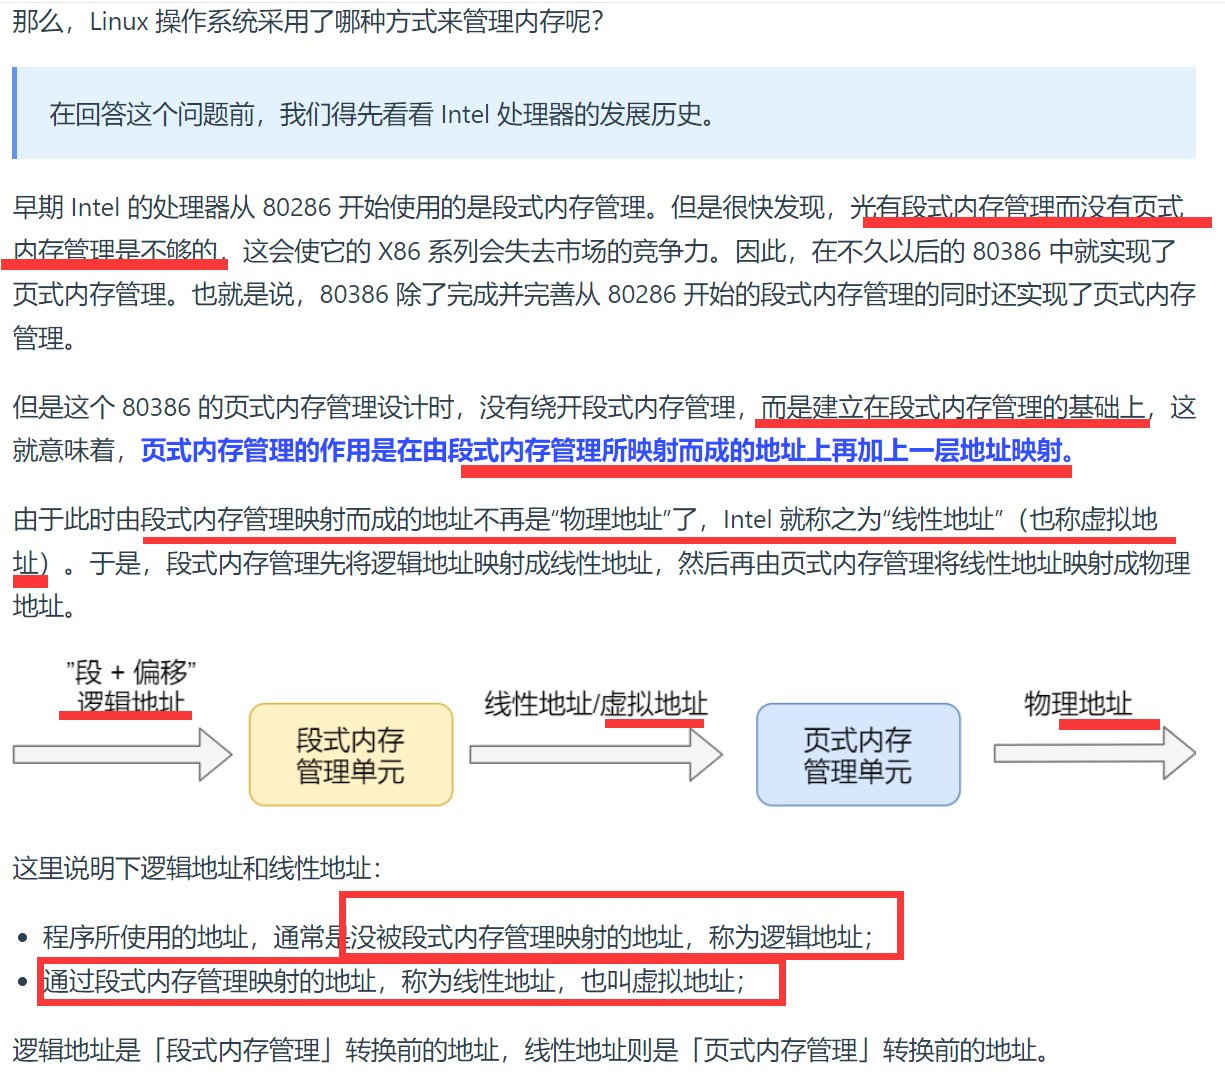 那么，Linux 操作系统采用了哪种方式来管理内存呢？
在回答这个问题前，我们得先看看 Intel 处理器的发展历史。
早期 Intel 的处理器从 80286 开始使用的是段式内存管理。但是很快发现，光有段式内存管理而没有页式
内存管理是不够的，这会使它的 X86 系列会失去市场的竞争力。因此，在不久以后的 80386 中就实现了
页式内存管理。也就是说，80386 除了完成并完善从 80286 开始的段式内存管理的同时还实现了页式内存
管理。
但是这个 80386 的页式内存管理设计时，没有绕开段式内存管理，而是建立在段式内存管理的基础上，这
就意味着，页式内存管理的作用是在由段式内存管理所映射而成的地址上再加上一层地址映射。
由于此时由段式内存管理映射而成的地址不再是“物理地址”了，Intel 就称之为“线性地址”（也称虚拟地
址）。于是，段式内存管理先将逻辑地址映射成线性地址，然后再由页式内存管理将线性地址映射成物理
地址。
”段 + 偏移”
逻辑地址
段式内存
管理单元
线性地址/虚拟地址
页式内存
管理单元
物理地址
这里说明下逻辑地址和线性地址：
• 程序所使用的地址，通常是没被段式内存管理映射的地址，称为逻辑地址；
• 通过段式内存管理映射的地址，称为线性地址，也叫虚拟地址；
逻辑地址是「段式内存管理」转换前的地址，线性地址则是「页式内存管理」转换前的地址。